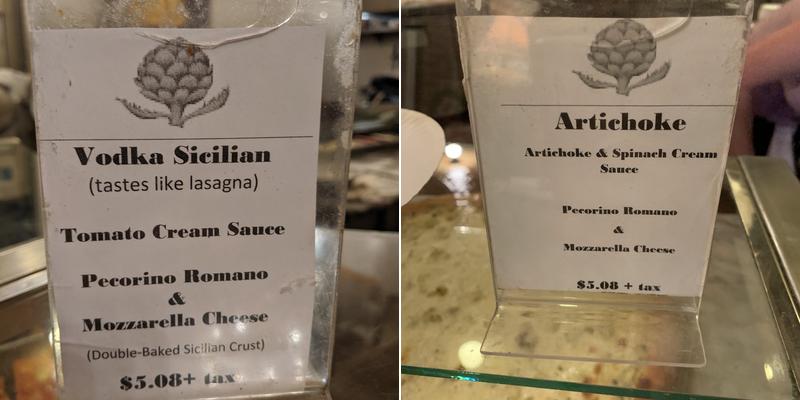 Vodka Sicilian
(tastes like lasagna)
Tomato Cream Sauce
Pecorino Romano
&
Mozzarella Cheese
(Double-Baked Sicilian Crust)
$5.08+ tax
Artichoke
Artichoke & Spinach Cream
Sauce
Pecorino Romano
&
Mozzarella Cheese
$5.08 + tax